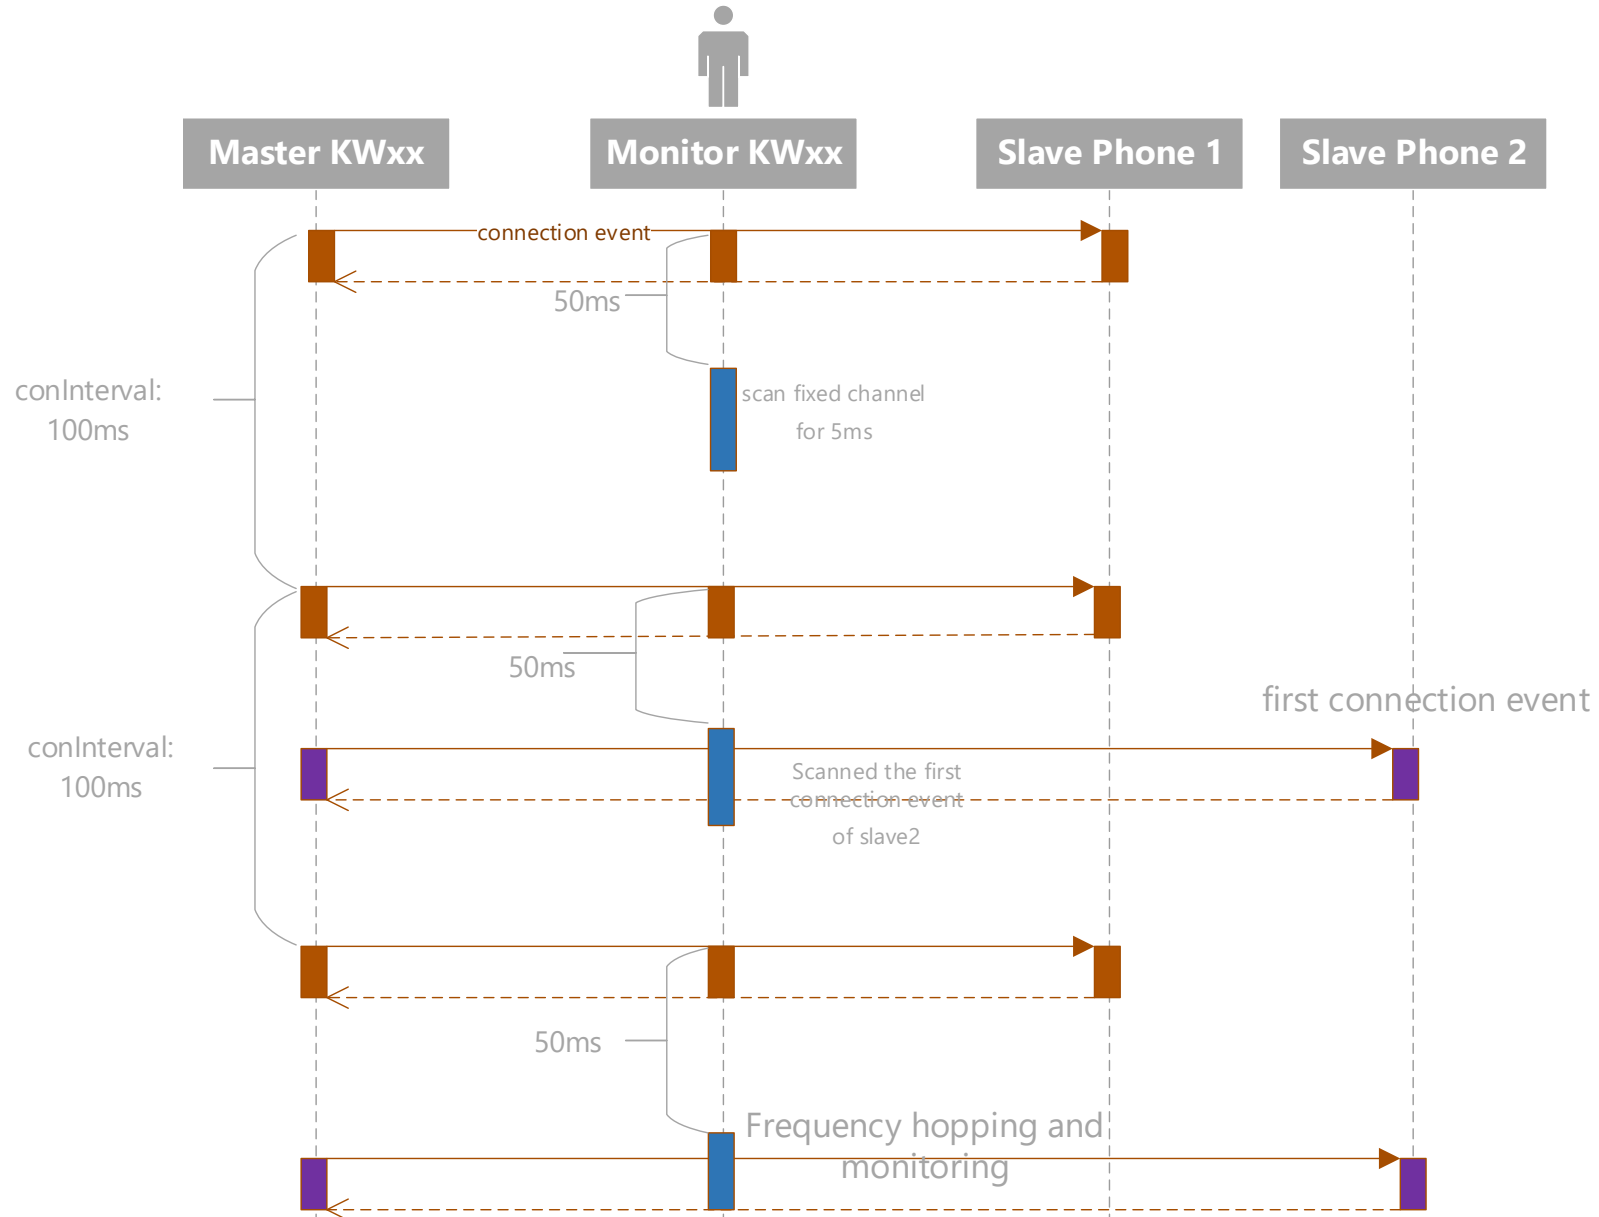 Master KWxx
Monitor KWxx
Slave Phone 1
Slave Phone 2
connection event
50ms
conInterval:
100ms
scan fixed channel
for 5ms
50ms
first connection event
conInterval:
100ms
Scanned the first
connection event
of slave2
50ms
Frequency hopping and
monitoring